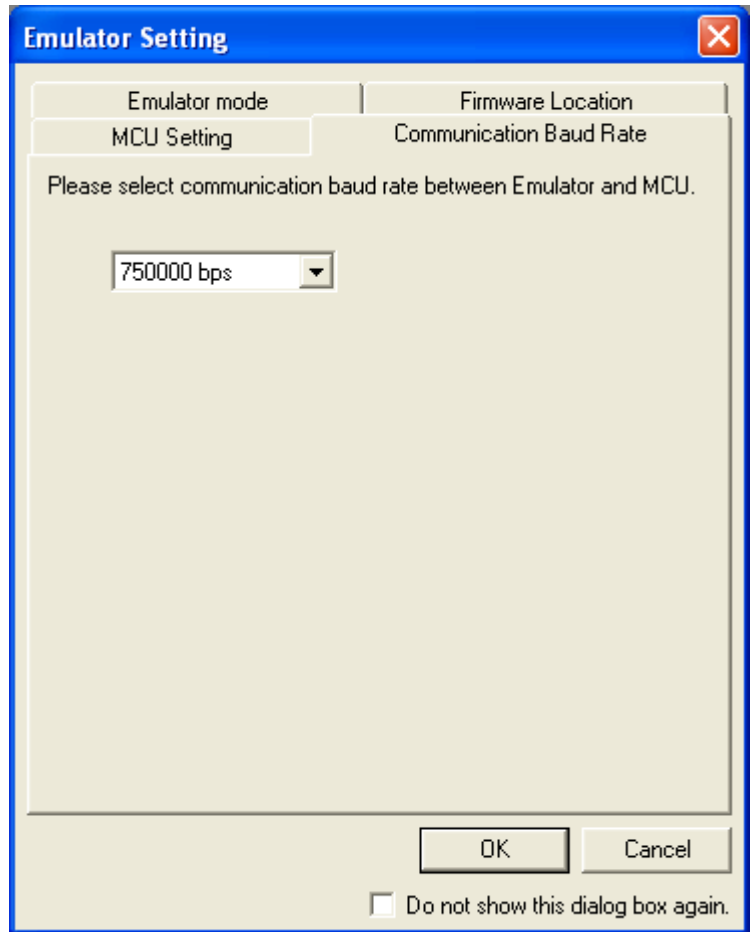 Emulator Setting
Emulator mode
Firmware Location
MCU Setting
Communication Baud Rate
Please select communication baud rate between Emulator and MCU.
750000 bps
OK
Cancel
Do not show this dialog box again.